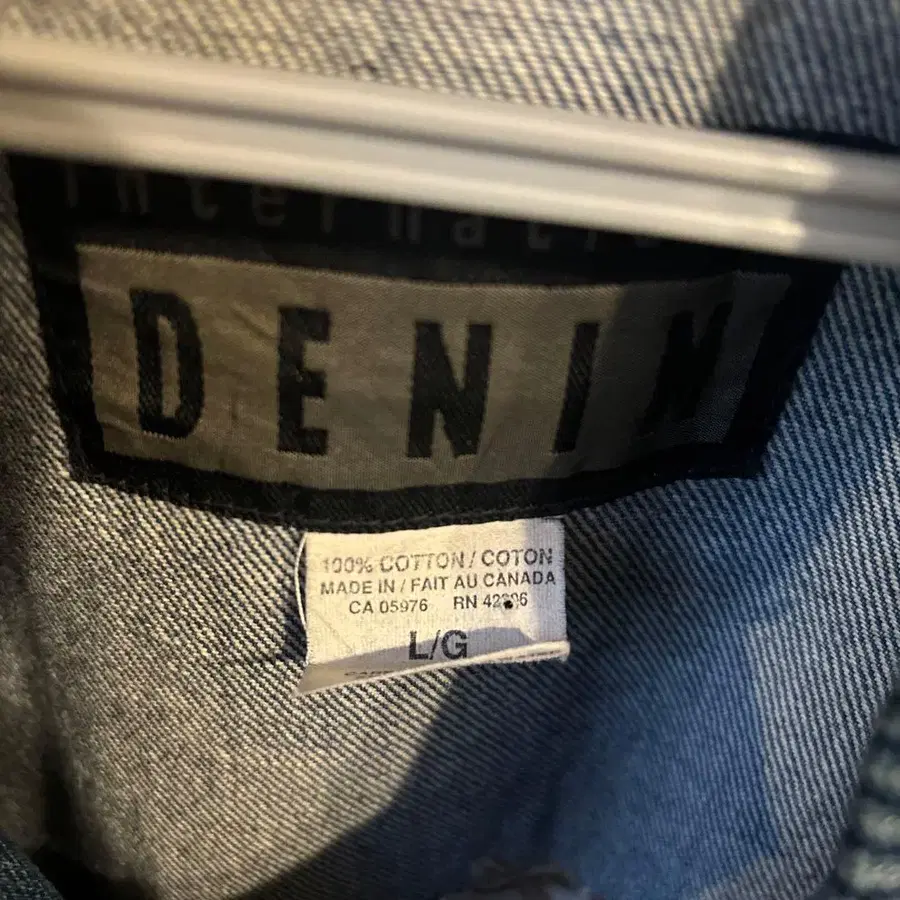 DENIM
100% COTTON / COTON
MADE IN / FAIT AU CANADA
CA 05976 RN
L/G